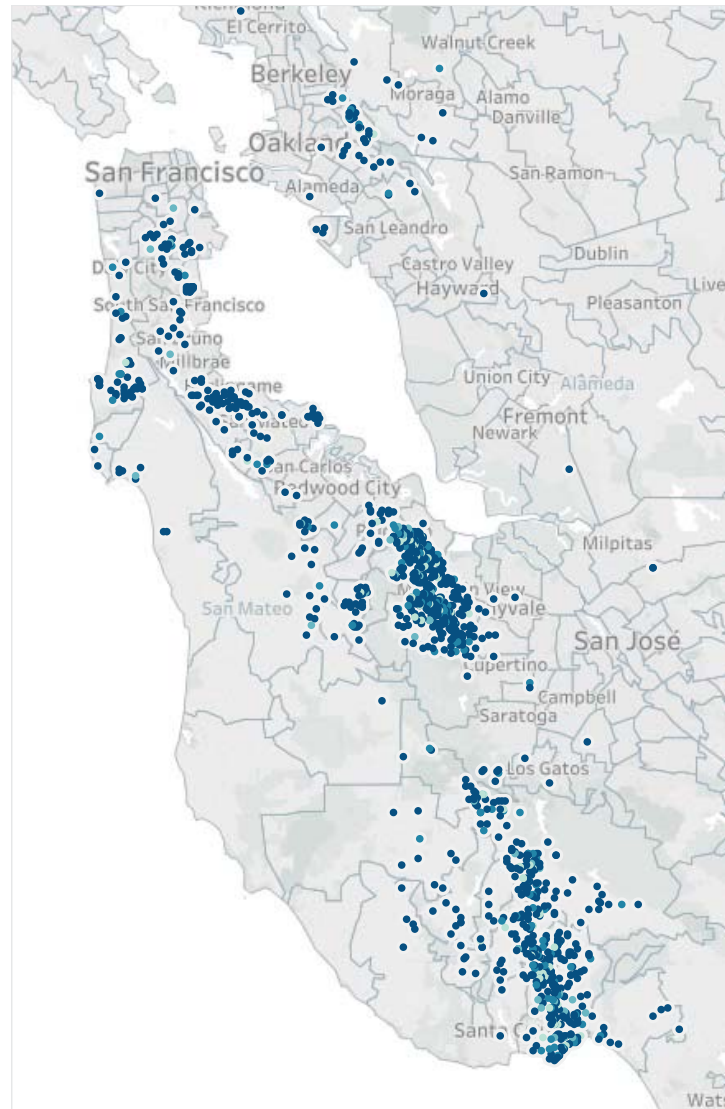 El Cerrito
Walnut Creek
Berkeley
Moraga
Alamo
Danville
San Francisco
Alameda
San Ramon
San Leandro
Dublin
Castro Valley
Hayward
Pleasanton
Live
South San Francisco
Millbrae
Union City
Alameda
Fremont
Newark
San Carlos
Redwood City
Milpitas
San Mateo
San José
Cupertino
Campbell
Saratoga
Los Gatos
Wat